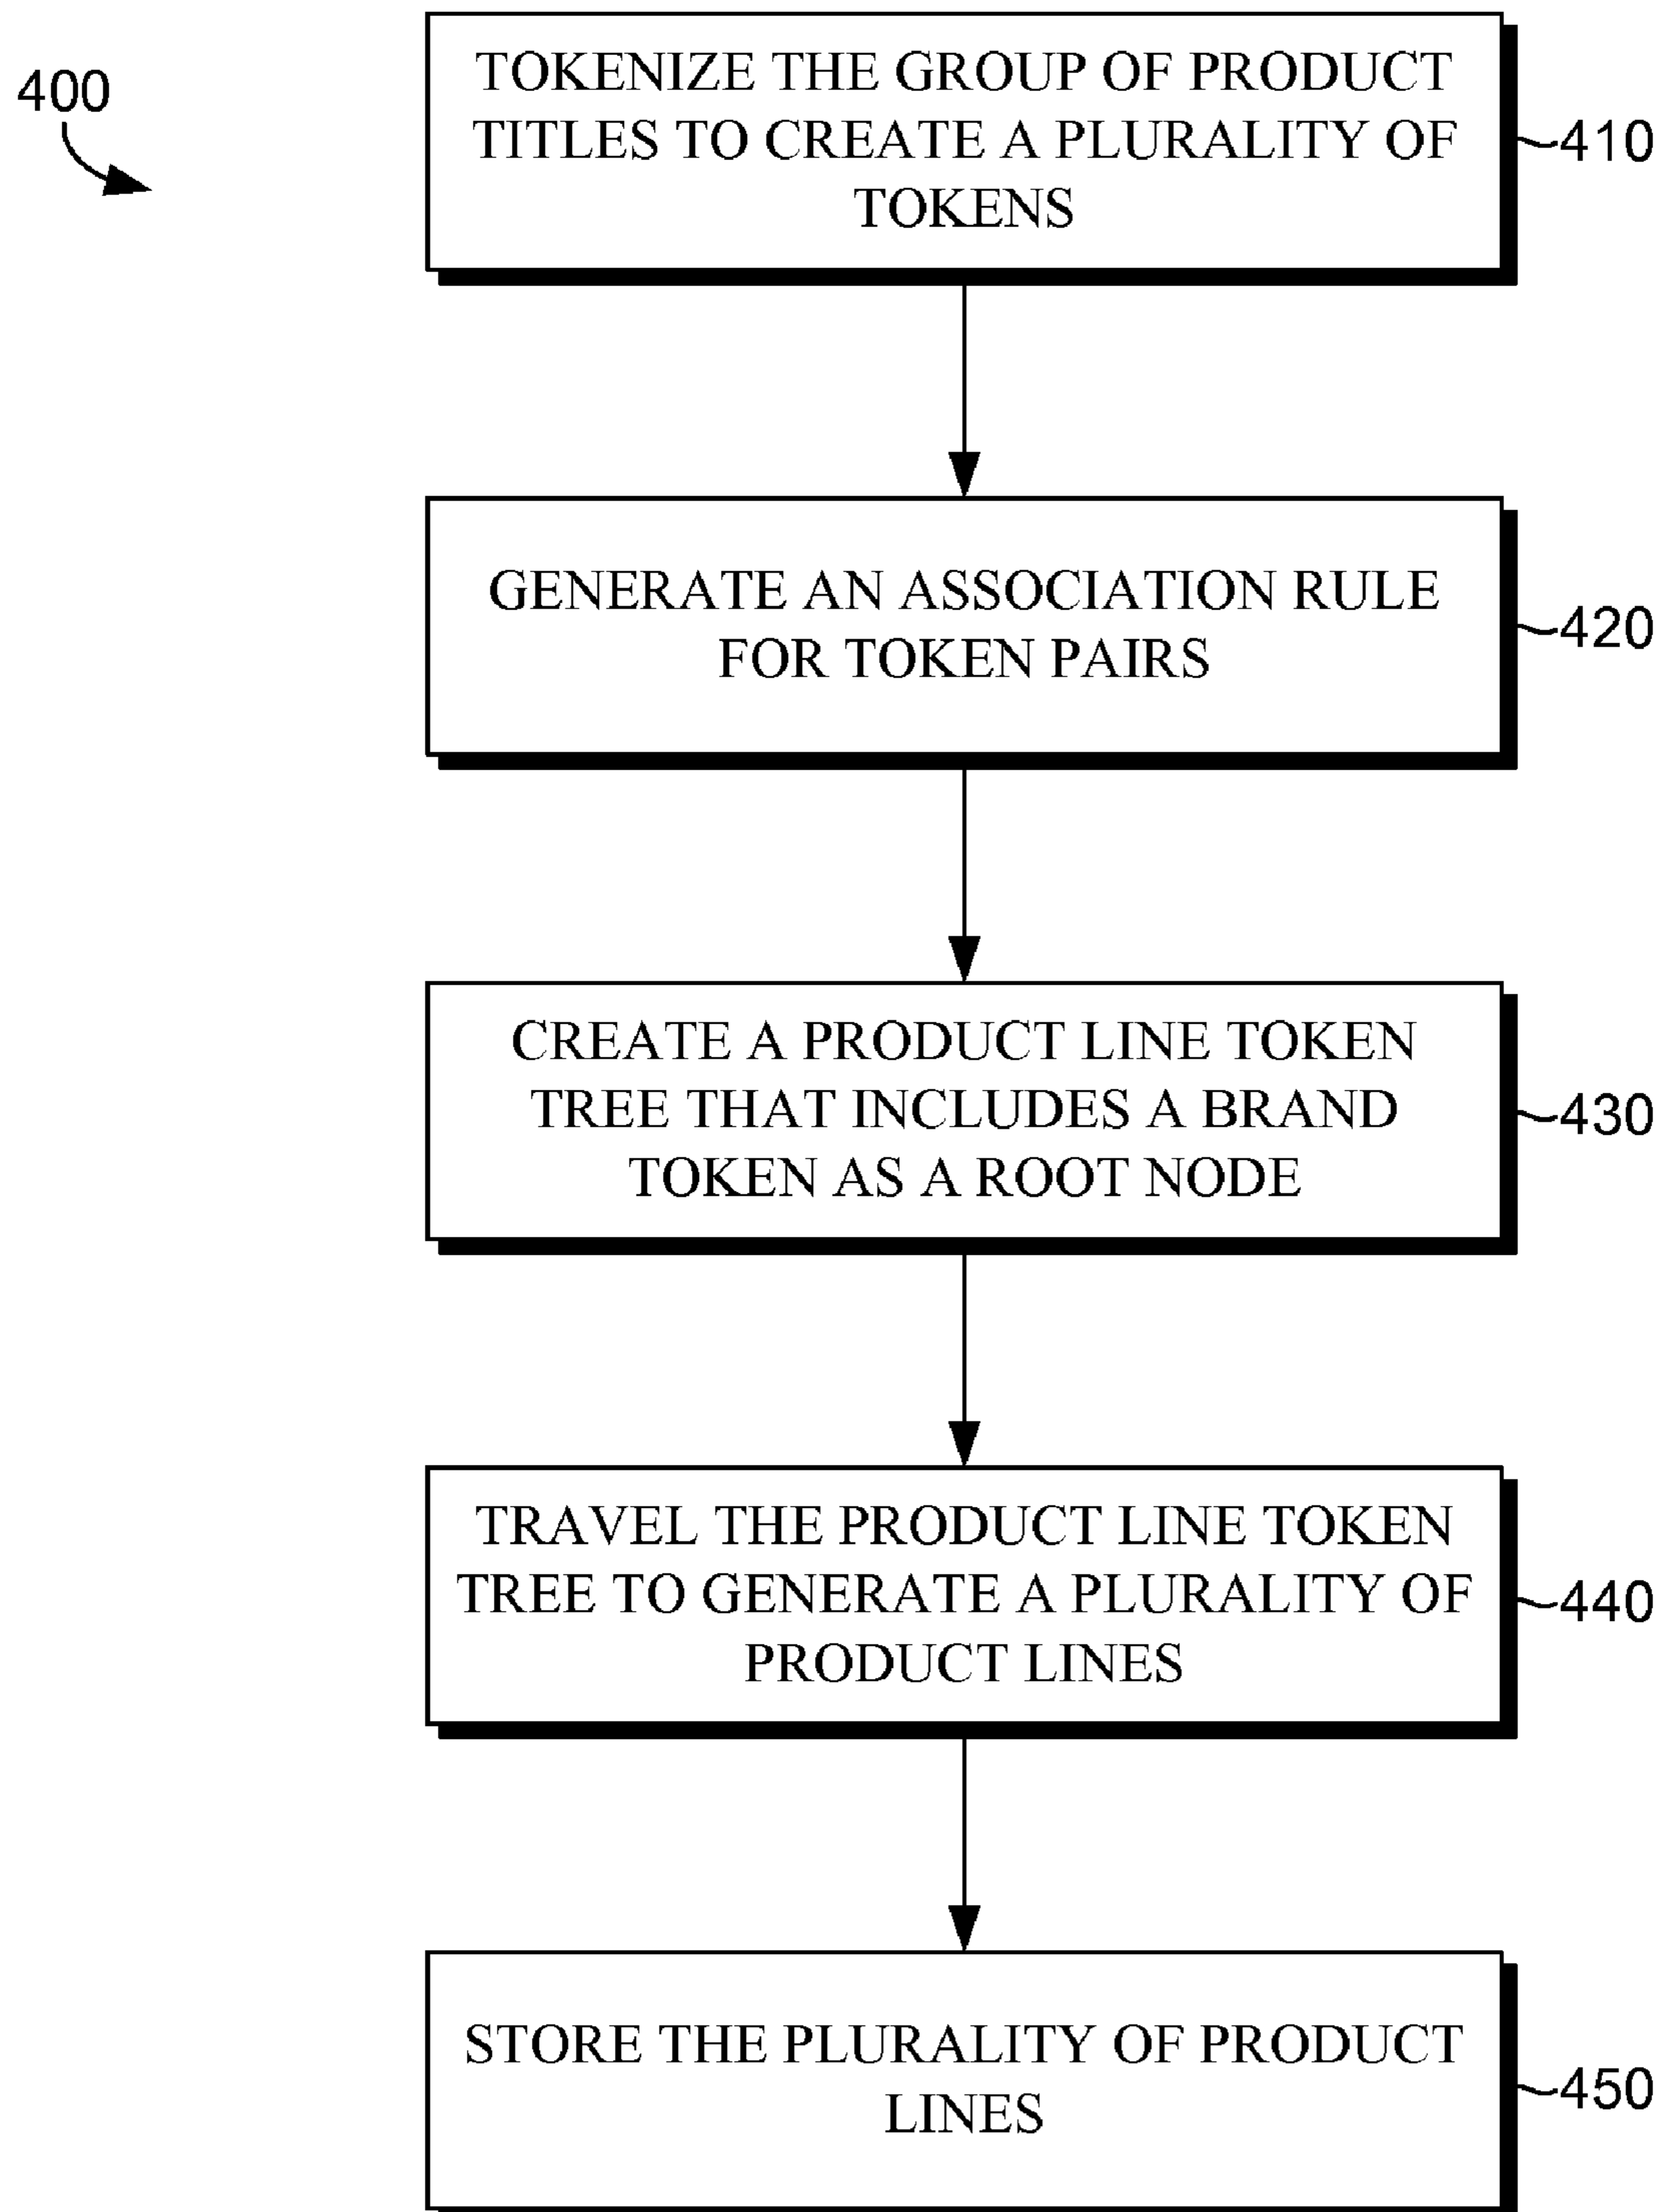 400
TOKENIZE THE GROUP OF PRODUCT
TITLES TO CREATE A PLURALITY OF
TOKENS
410
GENERATE AN ASSOCIATION RULE
FOR TOKEN PAIRS
420
CREATE A PRODUCT LINE TOKEN
TREE THAT INCLUDES A BRAND
TOKEN AS A ROOT NODE
430
TRAVEL THE PRODUCT LINE TOKEN
TREE TO GENERATE A PLURALITY OF
PRODUCT LINES
440
STORE THE PLURALITY OF PRODUCT
LINES
450